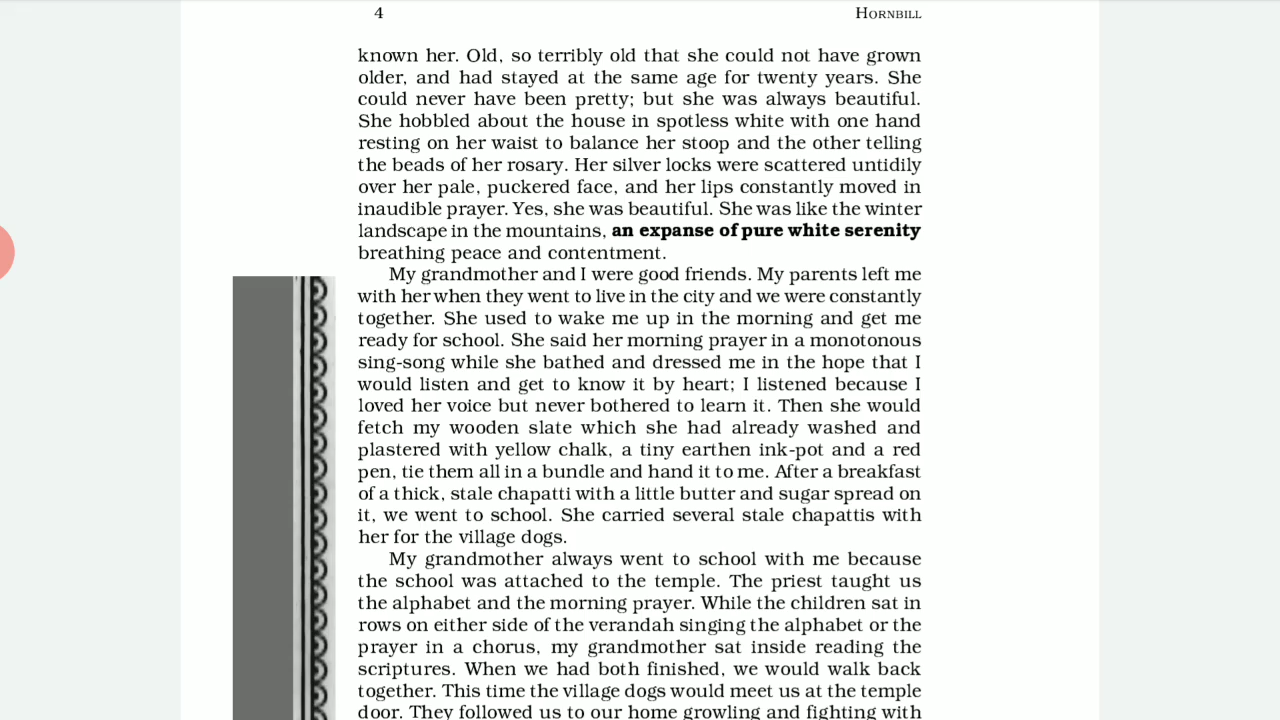 4
HORNBILL
known her. Old, so terribly old that she could not have grown
older, and had stayed at the same age for twenty years. She
could never have been pretty; but she was always beautiful.
She hobbled about the house in spotless white with one hand
resting on her waist to balance her stoop and the other telling
the beads of her rosary. Her silver locks were scattered untidily
over her pale, puckered face, and her lips constantly moved in
inaudible prayer. Yes, she was beautiful. She was like the winter
landscape in the mountains, an expanse of pure white serenity
breathing peace and contentment.
My grandmother and I were good friends. My parents left me
with her when they went to live in the city and we were constantly
together. She used to wake me up in the morning and get me
ready for school. She said her morning prayer in a monotonous
sing-song while she bathed and dressed me in the hope that I
would listen and get to know it by heart; I listened because I
loved her voice but never bothered to learn it. Then she would
fetch my wooden slate which she had already washed and
plastered with yellow chalk, a tiny earthen ink-pot and a red
pen, tie them all in a bundle and hand it to me. After a breakfast
of a thick, stale chapatti with a little butter and sugar spread on
it, we went to school. She carried several stale chapattis with
her for the village dogs.
My grandmother always went to school with me because
the school was attached to the temple. The priest taught us
the alphabet and the morning prayer. While the children sat in
rows on either side of the verandah singing the alphabet or the
prayer in a chorus, my grandmother sat inside reading the
scriptures. When we had both finished, we would walk back
together. This time the village dogs would meet us at the temple
door. They followed us to our home growling and fighting with